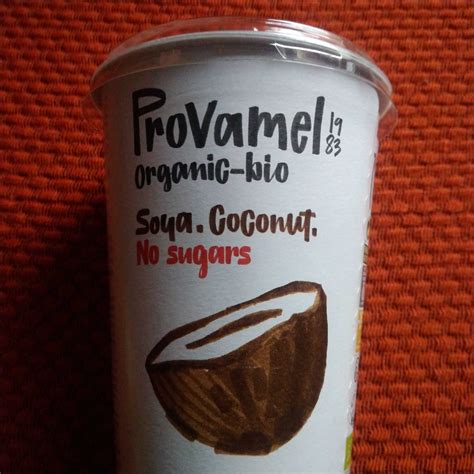 Provamel 19 83
organic-bio
Soya. Coconut.
No sugars